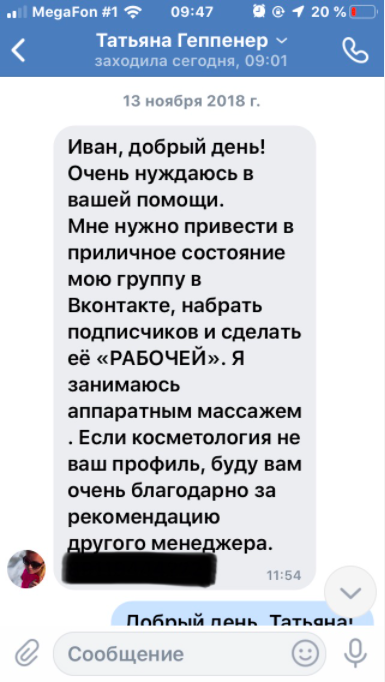 MegaFon #1 09:47 20 %
Татьяна Геппенер
заходила сегодня, 09:01
13 ноября 2018 г.
Иван, добрый день!
Очень нуждаюсь в
вашей помощи.
Мне нужно привести в
приличное состояние
мою группу в
Вконтакте, набрать
подписчиков и сделать
её «РАБОЧЕЙ». Я
занимаюсь
аппаратным массажем
. Если косметология не
ваш профиль, буду вам
очень благодарно за
рекомендацию
другого менеджера.
11:54
Добрый день, Татьяна!
Сообщение